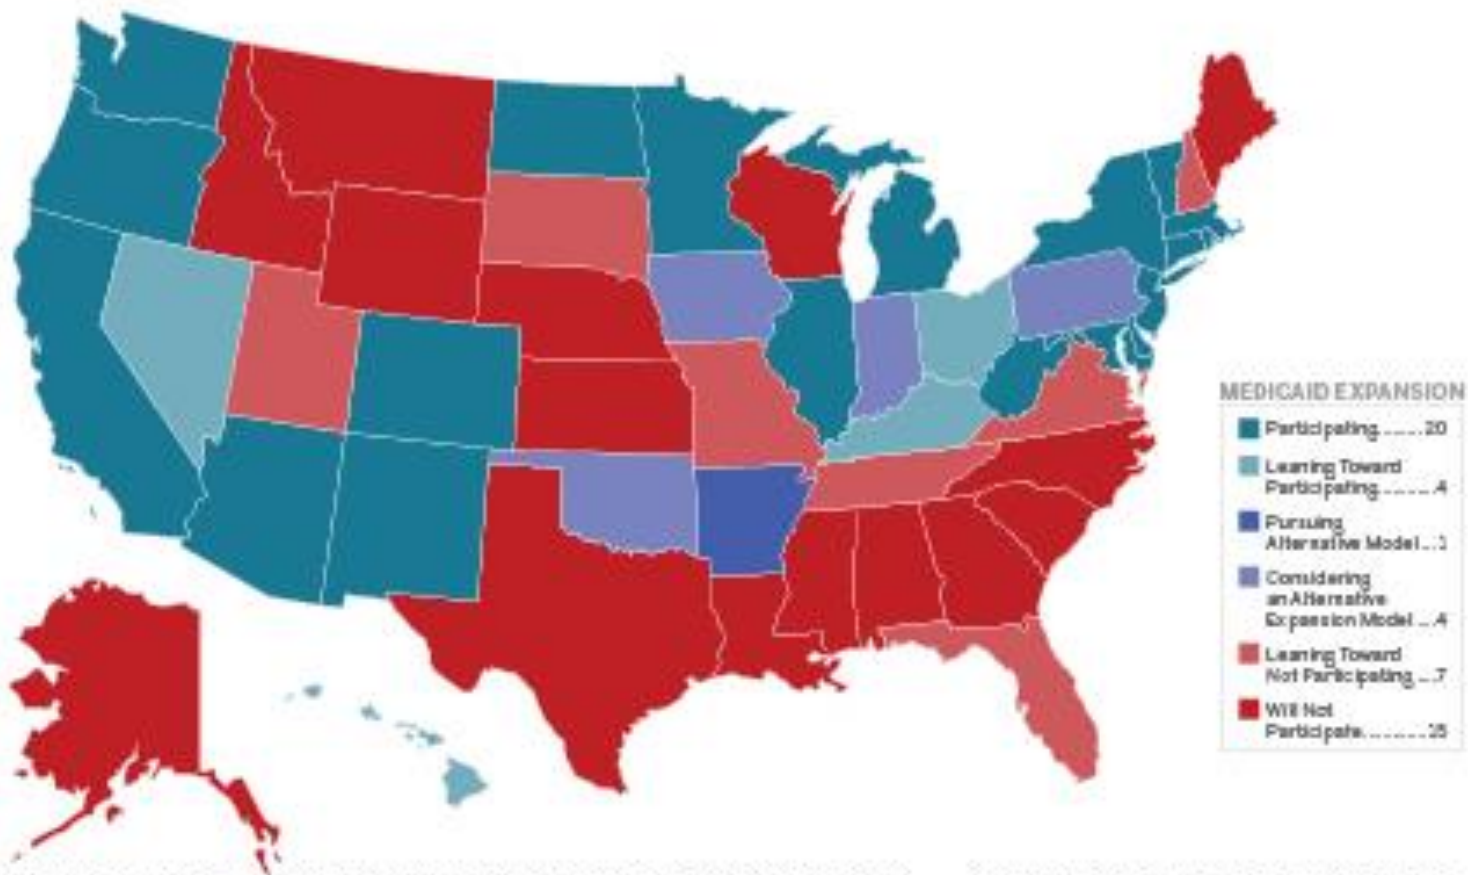 MEDICAID EXPANSION
Participating........20
Leaning Toward
Participating..........4
Pursuing
Alternative Model...1
Considering
an Alternative
Expansion Model ...4
Leaning Toward
Not Participating ...7
Will Not
Participate.............